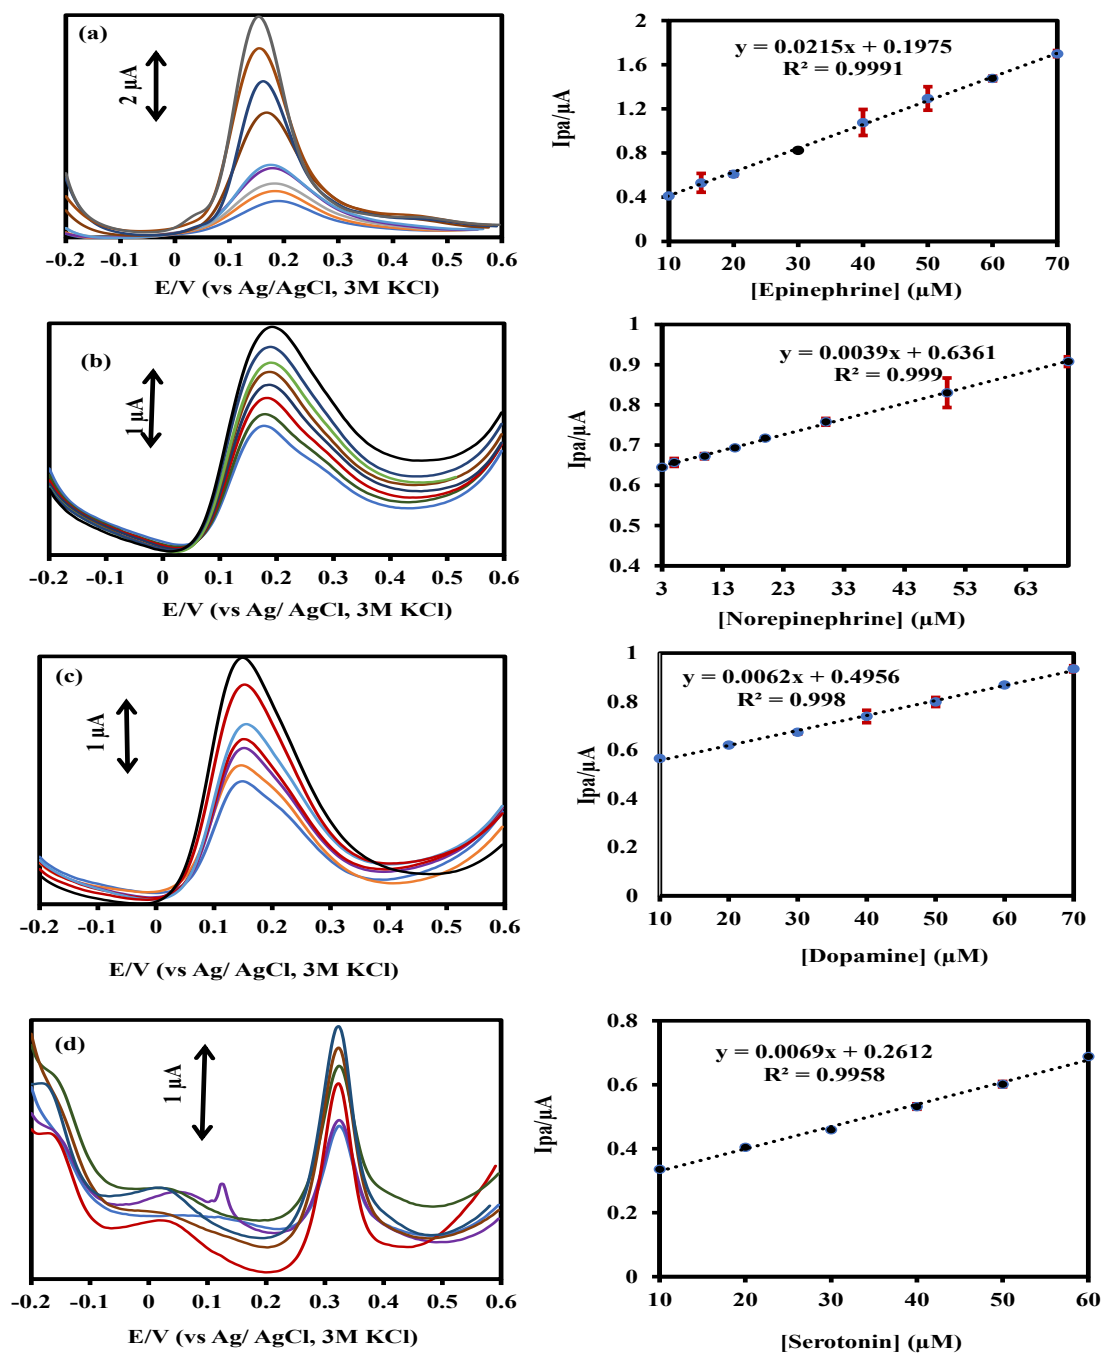 (a)
2 µA
-0.2 -0.1 0 0.1 0.2 0.3 0.4 0.5 0.6
E/V (vs Ag/AgCl, 3M KCl)
2
1.6
1.2
0.8
0.4
0
Ipa/µA
y = 0.0215x + 0.1975
R² = 0.9991
10 20 30 40 50 60 70
[Epinephrine] (µM)
(b)
1 µA
-0.2 -0.1 0 0.1 0.2 0.3 0.4 0.5 0.6
E/V (vs Ag/ AgCl, 3M KCl)
1
0.9
0.8
0.7
0.6
0.5
0.4
Ipa/µA
y = 0.0039x + 0.6361
R² = 0.999
3 13 23 33 43 53 63
[Norepinephrine] (µM)
(c)
1 µA
-0.2 -0.1 0 0.1 0.2 0.3 0.4 0.5 0.6
E/V (vs Ag/ AgCl, 3M KCl)
1
0.8
0.6
0.4
0.2
0
Ipa/µA
y = 0.0062x + 0.4956
R² = 0.998
10 20 30 40 50 60 70
[Dopamine] (µM)
(d)
1 µA
-0.2 -0.1 0 0.1 0.2 0.3 0.4 0.5 0.6
E/V (vs Ag/ AgCl, 3M KCl)
0.8
0.6
0.4
0.2
0
Ipa/µA
y = 0.0069x + 0.2612
R² = 0.9958
10 20 30 40 50 60
[Serotonin] (µM)